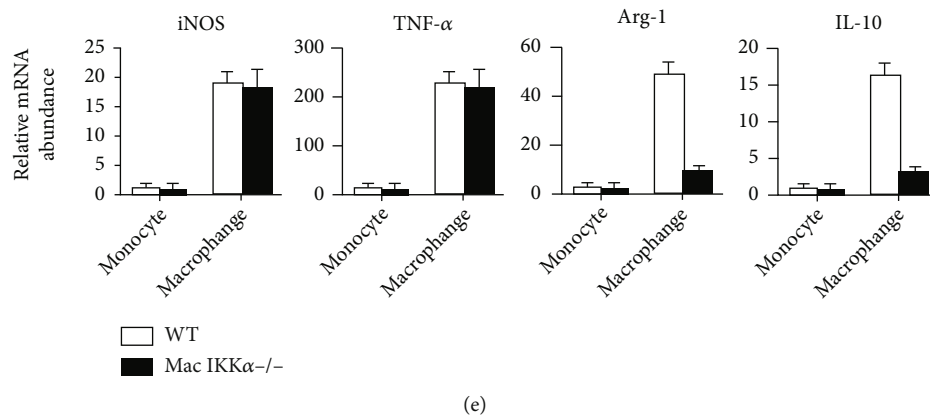 iNOS
TNF-α
Arg-1
IL-10
Relative mRNA
abundance
25
20
15
10
5
0
Monocyte
Macrophange
300
200
100
0
Monocyte
Macrophange
60
40
20
0
Monocyte
Macrophange
20
15
10
5
0
Monocyte
Macrophange
WT
Mac IKKα−/−
(e)